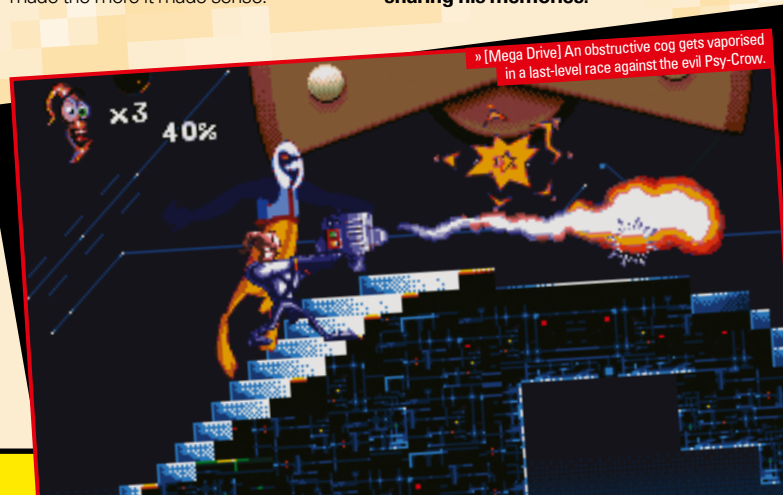 made the more it made sense.
sharing his memories.
» [Mega Drive] An obstructive cog gets vaporised
in a last-level race against the evil Psy-Crow.
x3
40%